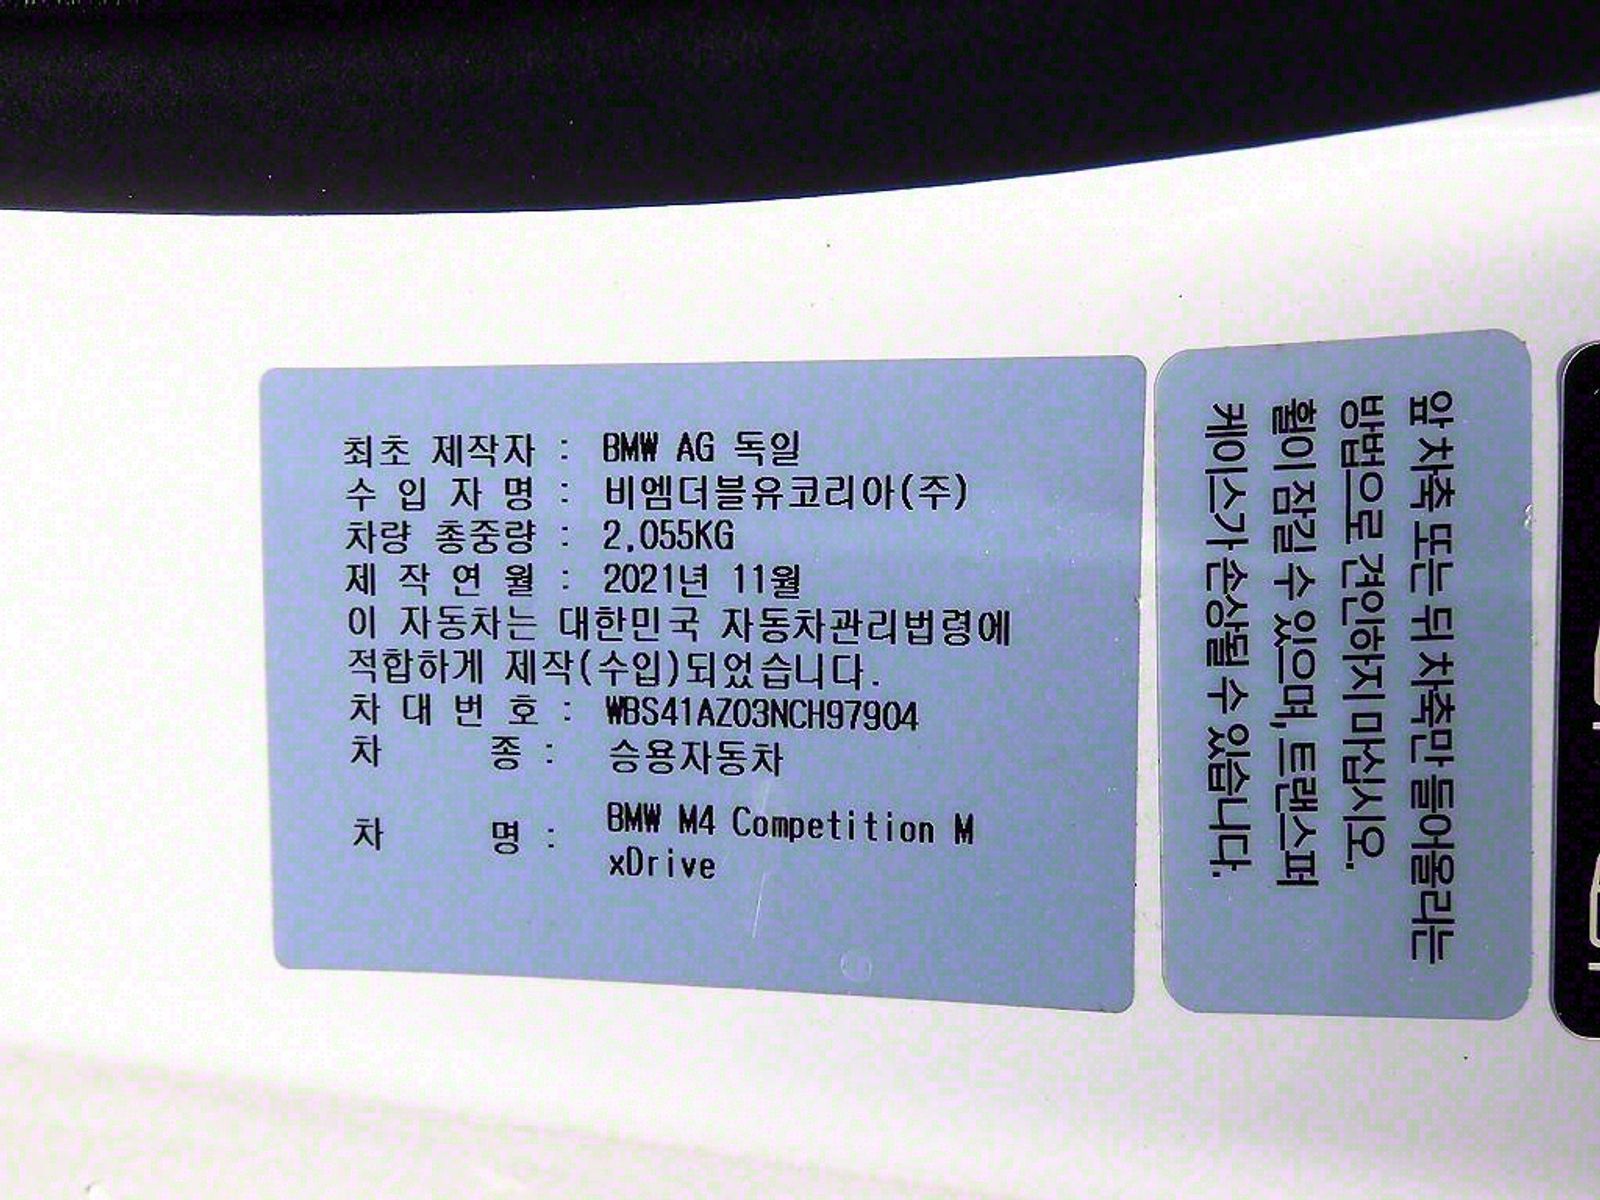 최초 제작자 : BMW AG 독일
수 입 자 명 : 비엠더블유코리아(주)
차량 총중량 : 2,055KG
제 작 연 월 : 2021년 11월
이 자동차는 대한민국 자동차관리법령에
적합하게 제작(수입)되었습니다.
차 대 번 호 : WBS41AZ03NCH97904
차 종 : 승용자동차
차 명 : BMW M4 Competition M
xDrive
앞 차축 또는 뒤 차축만 들어올리는
방법으로 견인하지 마십시오.
휠이 잠길 수 있으며, 트랜스퍼
케이스가 손상될 수 있습니다.